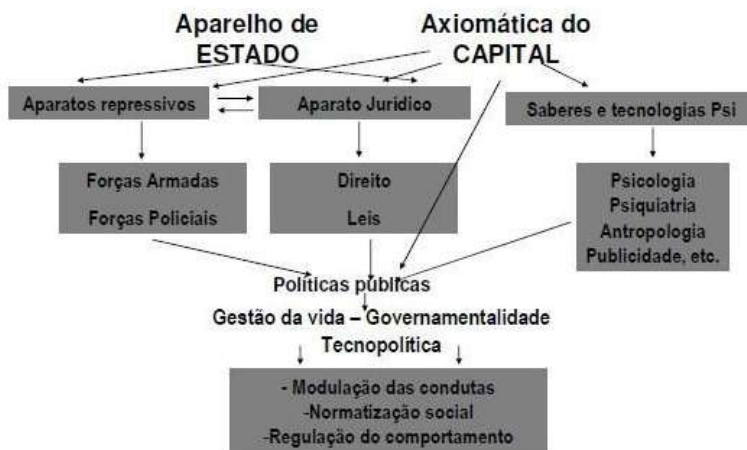 Aparelho de
ESTADO
Axiomática do
CAPITAL
Aparatos repressivos
Aparato Jurídico
Saberes e tecnologias Psi
Forças Armadas
Forças Policiais
Direito
Leis
Psicologia
Psiquiatria
Antropologia
Publicidade, etc.
Políticas públicas
Gestão da vida – Governamentalidade
Tecnopolítica
- Modulação das condutas
-Normatização social
-Regulação do comportamento